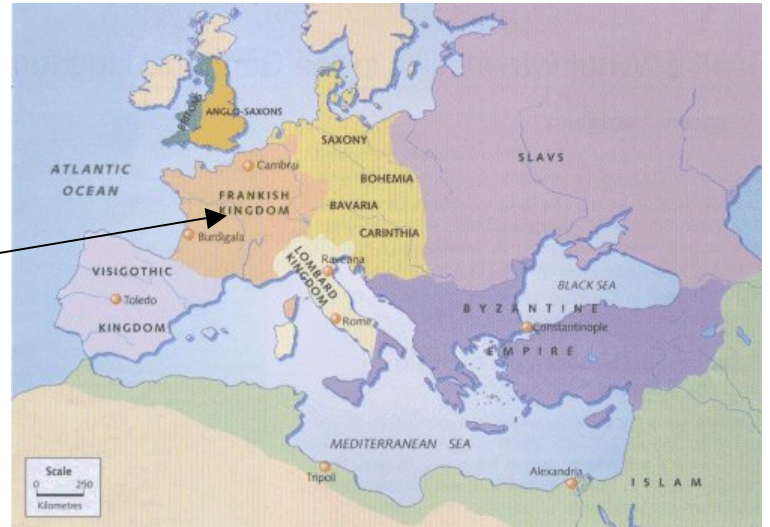 BRITONS
ANGLO-SAXONS
SAXONY
SLAVS
ATLANTIC
OCEAN
Cambrai
BOHEMIA
FRANKISH
KINGDOM
BAVARIA
CARINTHIA
Burdigala
LOMBARD
KINGDOM
Ravenna
VISIGOTHIC
Toledo
KINGDOM
Rome
BLACK SEA
BYZANTINE
Constantinople
EMPIRE
MEDITERRANEAN SEA
Tripoli
Alexandria
ISLAM
Scale
0 250
Kilometres